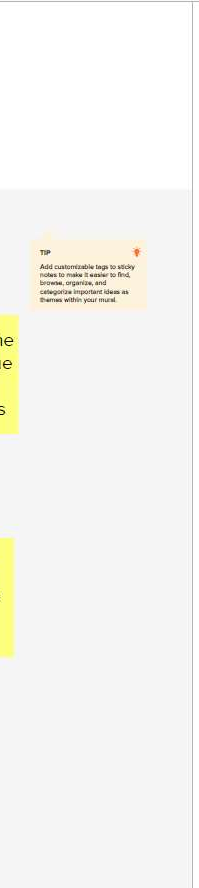 TIP
Add customizable tags to sticky
notes to make it easier to find,
browse, organize, and
categorize important ideas as
themes within your mural.